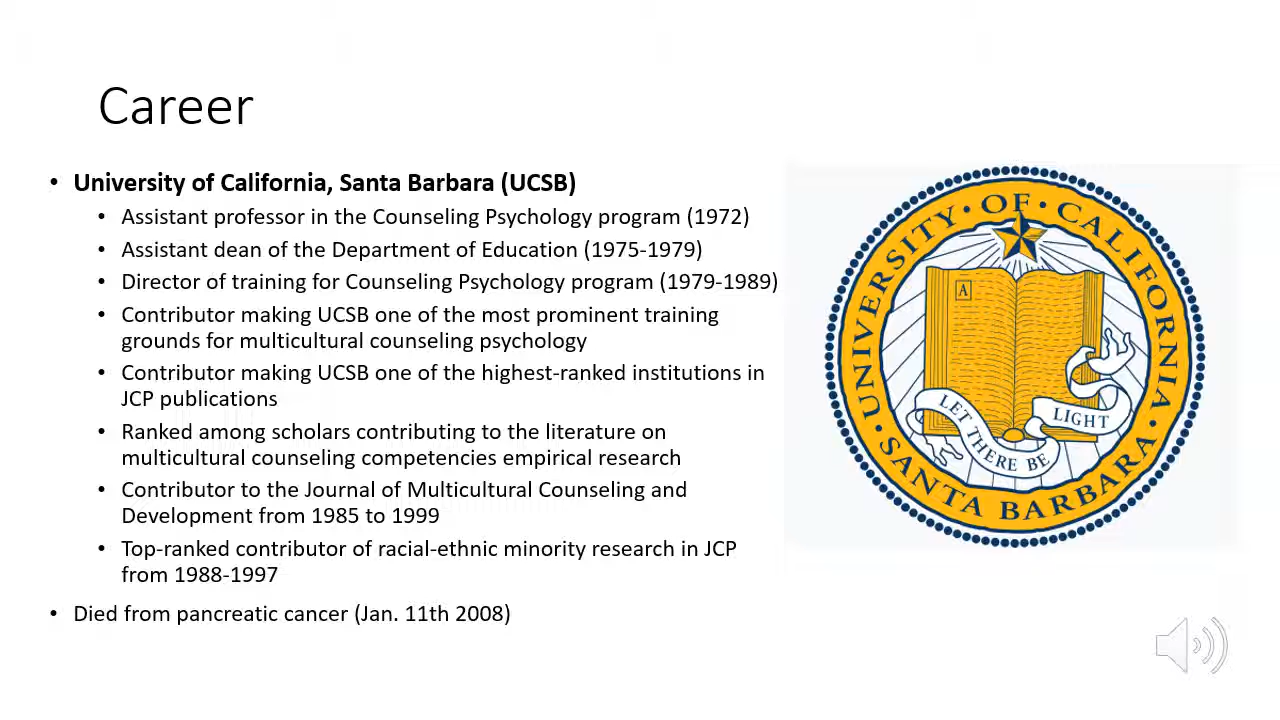 Career
• University of California, Santa Barbara (UCSB)
• Assistant professor in the Counseling Psychology program (1972)
• Assistant dean of the Department of Education (1975-1979)
• Director of training for Counseling Psychology program (1979-1989)
• Contributor making UCSB one of the most prominent training
grounds for multicultural counseling psychology
• Contributor making UCSB one of the highest-ranked institutions in
JCP publications
• Ranked among scholars contributing to the literature on
multicultural counseling competencies empirical research
• Contributor to the Journal of Multicultural Counseling and
Development from 1985 to 1999
• Top-ranked contributor of racial-ethnic minority research in JCP
from 1988-1997
• Died from pancreatic cancer (Jan. 11th 2008)
·UNIVERSITY·OF·CALIFORNIA·
SANTA BARBARA
A
LET THERE BE
LIGHT